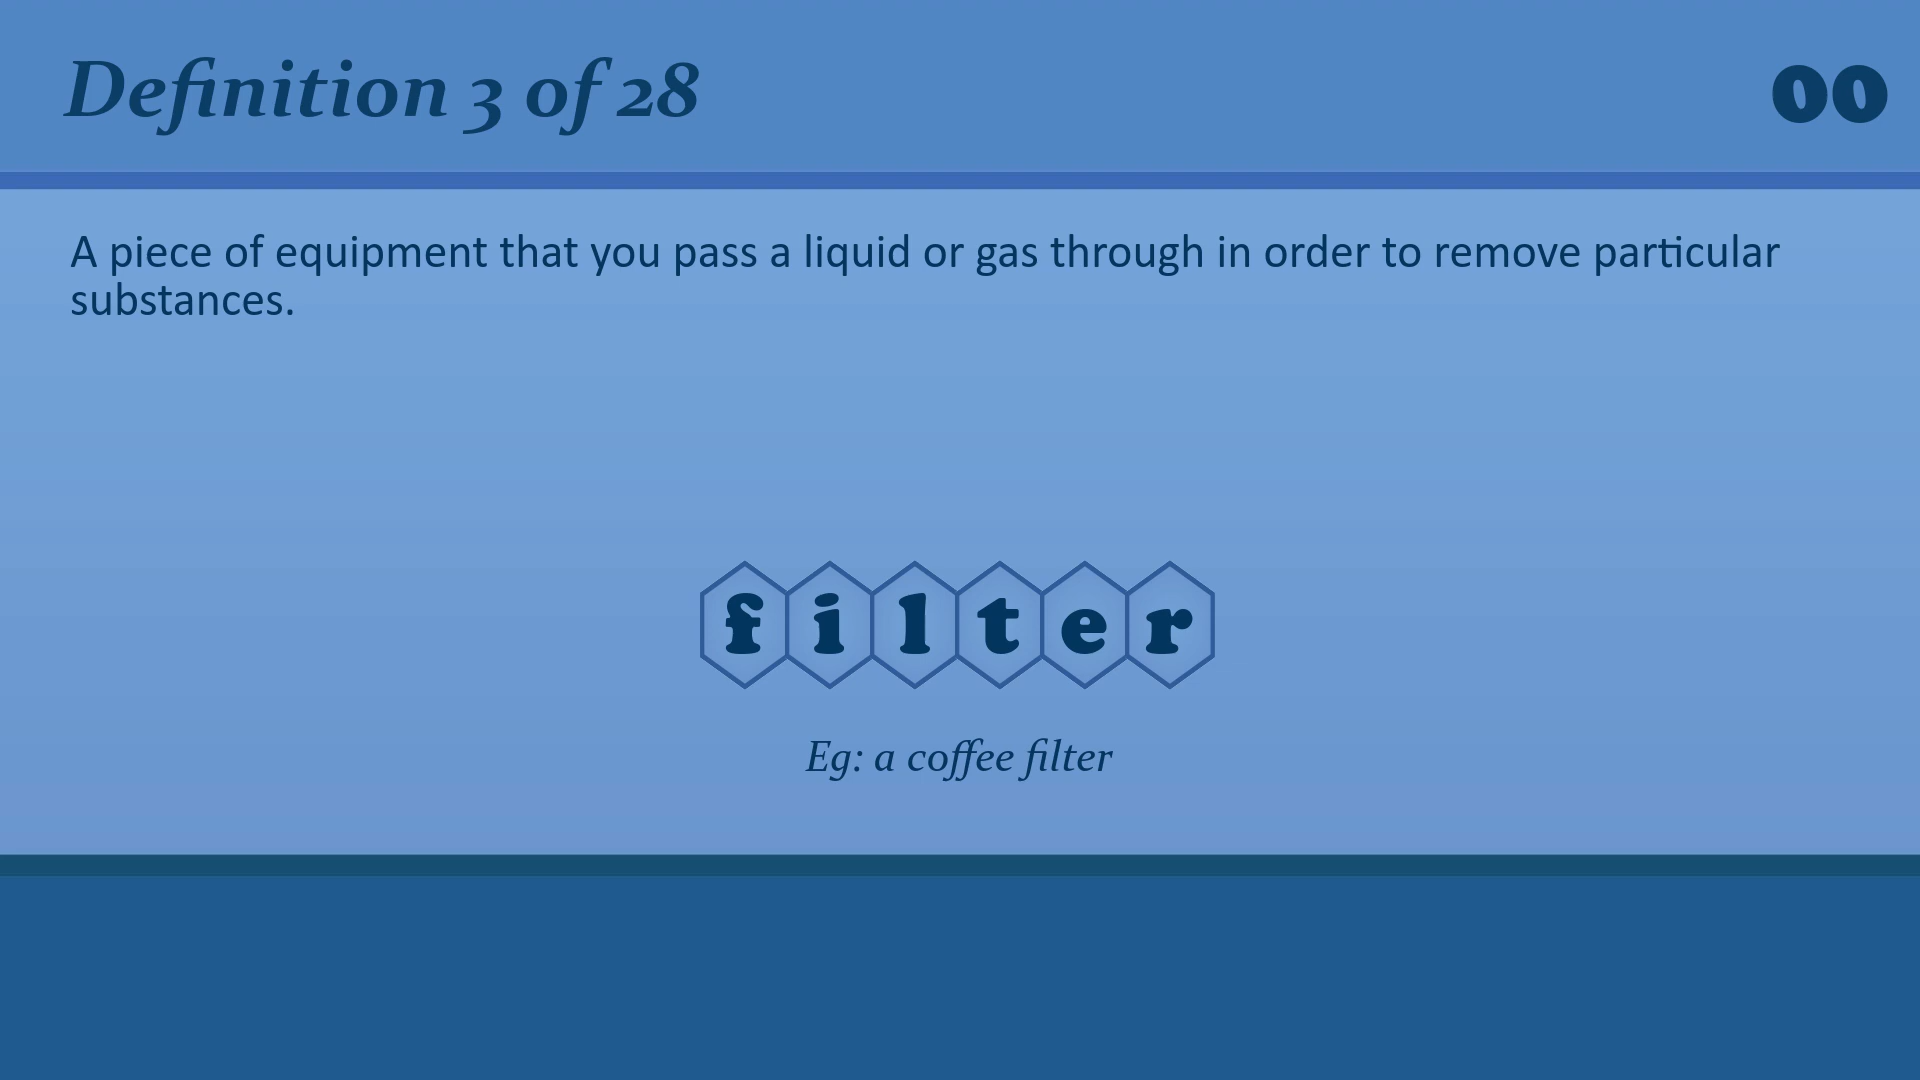 Definition 3 of 28
00
A piece of equipment that you pass a liquid or gas through in order to remove particular
substances.
filter
Eg: a coffee filter